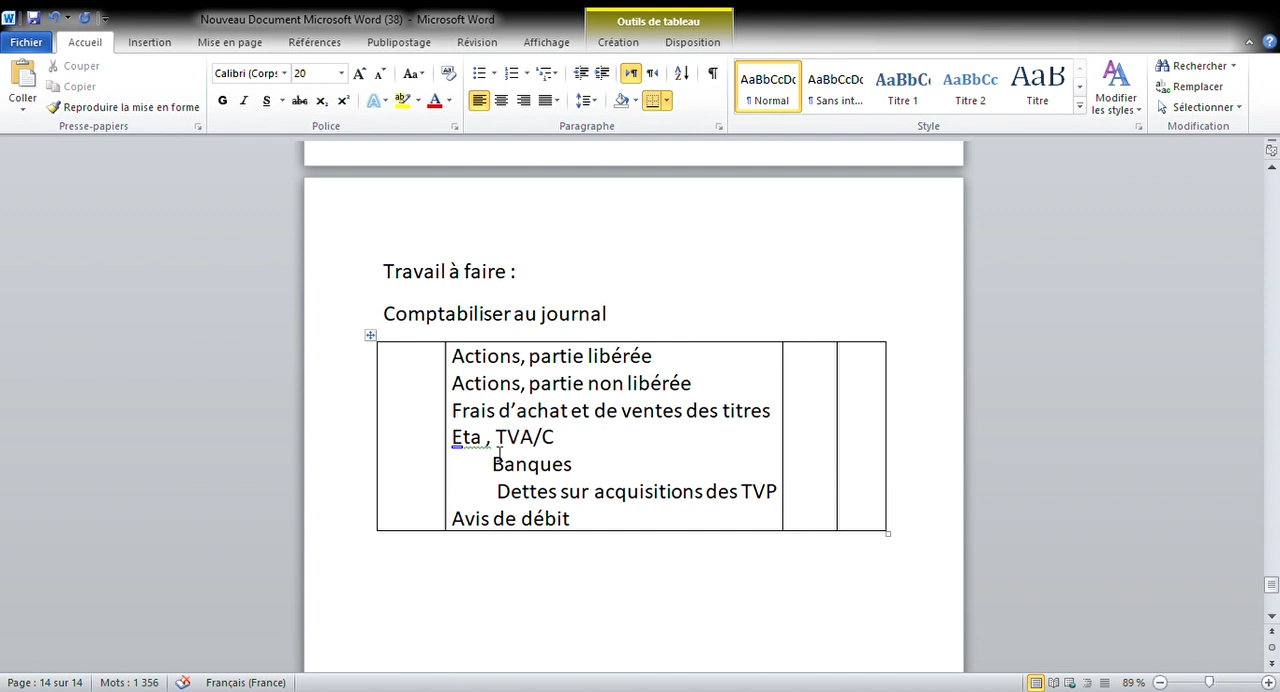 Nouveau Document Microsoft Word (38) - Microsoft Word
Outils de tableau
Fichier Accueil Insertion Mise en page Références Publipostage Révision Affichage Création Disposition
Coller
Couper
Copier
Reproduire la mise en forme
Presse-papiers
Calibri (Corps 20
G I S abc x₂ x²
Police
Paragraphe
AaBbCcDc AaBbCcDc AaBbC AaBbCc AaB
¶ Normal ¶ Sans int... Titre 1 Titre 2 Titre
Style
Modifier
les styles
Rechercher
Remplacer
Sélectionner
Modification
Travail à faire :
Comptabiliser au journal
Actions, partie libérée
Actions, partie non libérée
Frais d’achat et de ventes des titres
Eta , TVA/C
Banques
Dettes sur acquisitions des TVP
Avis de débit
Page : 14 sur 14 Mots : 1 356 Français (France) 89 %